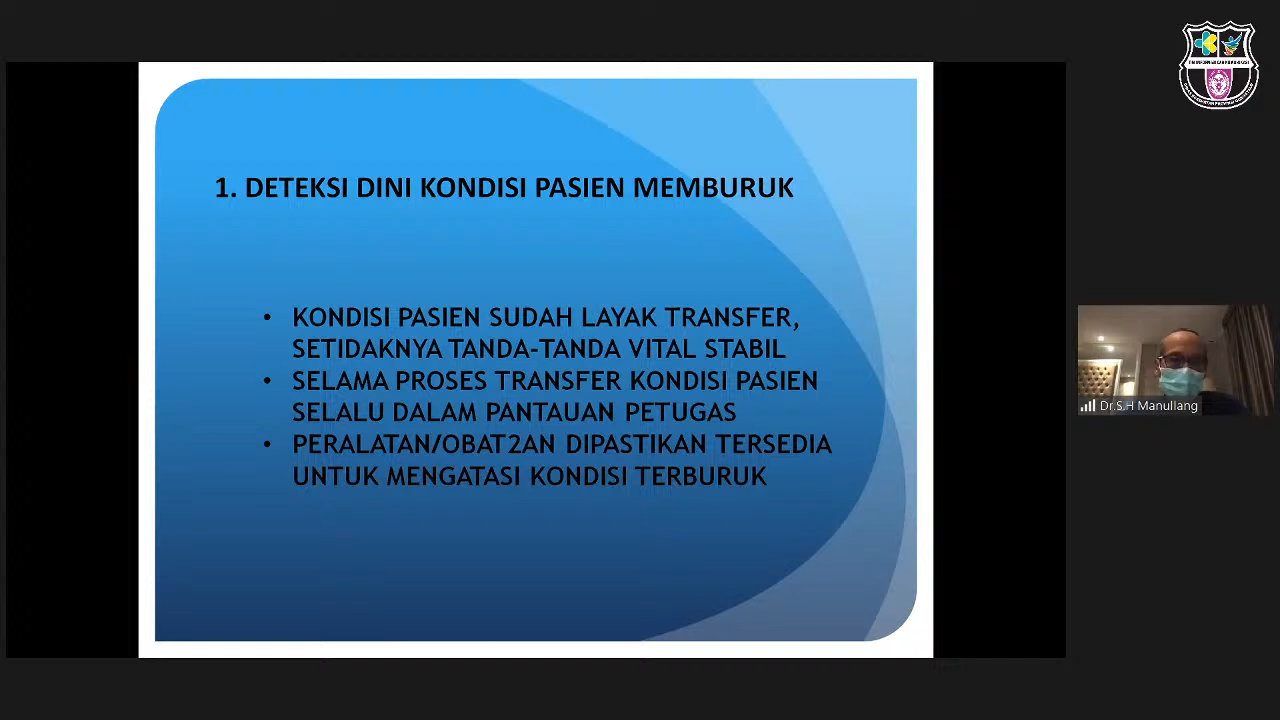 1. DETEKSI DINI KONDISI PASIEN MEMBURUK
• KONDISI PASIEN SUDAH LAYAK TRANSFER,
SETIDAKNYA TANDA-TANDA VITAL STABIL
• SELAMA PROSES TRANSFER KONDISI PASIEN
SELALU DALAM PANTAUAN PETUGAS
• PERALATAN/OBAT2AN DIPASTIKAN TERSEDIA
UNTUK MENGATASI KONDISI TERBURUK
Dr.S.H Manullang